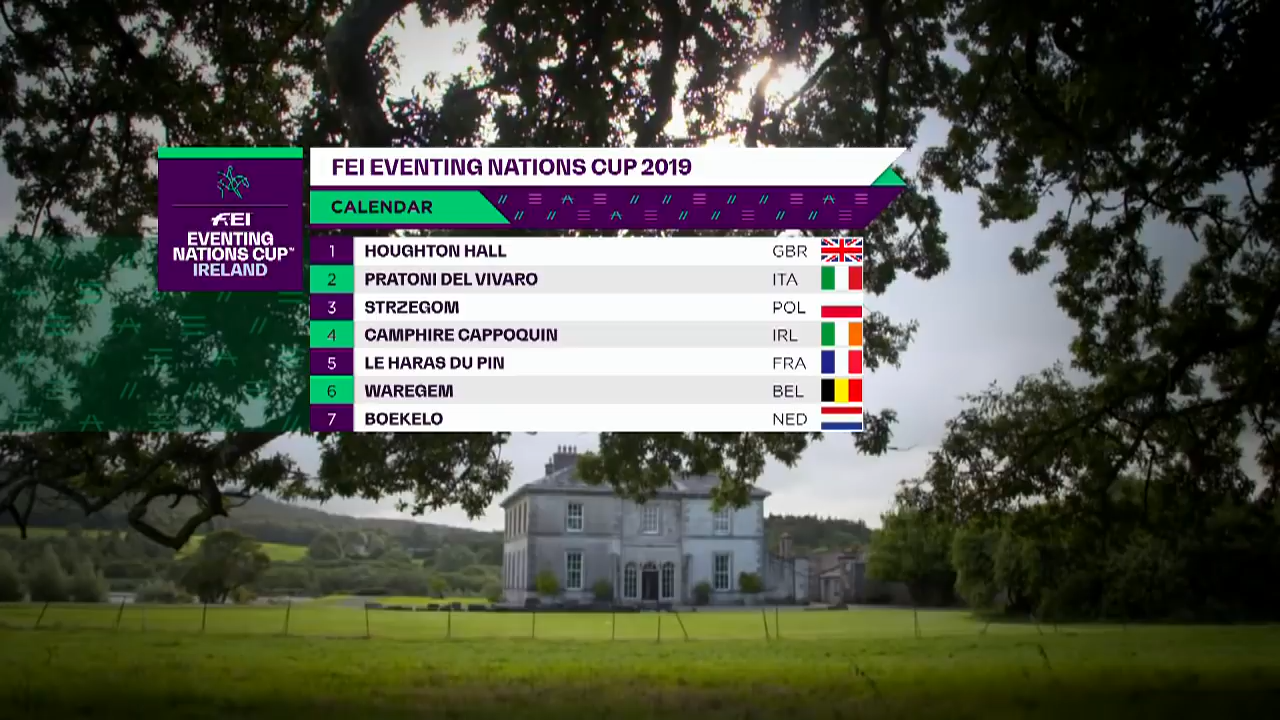 FEI EVENTING NATIONS CUP 2019
CALENDAR
FEI
EVENTING
NATIONS CUP™
IRELAND
1 HOUGHTON HALL GBR
2 PRATONI DEL VIVARO ITA
3 STRZEGOM POL
4 CAMPHIRE CAPPOQUIN IRL
5 LE HARAS DU PIN FRA
6 WAREGEM BEL
7 BOEKELO NED